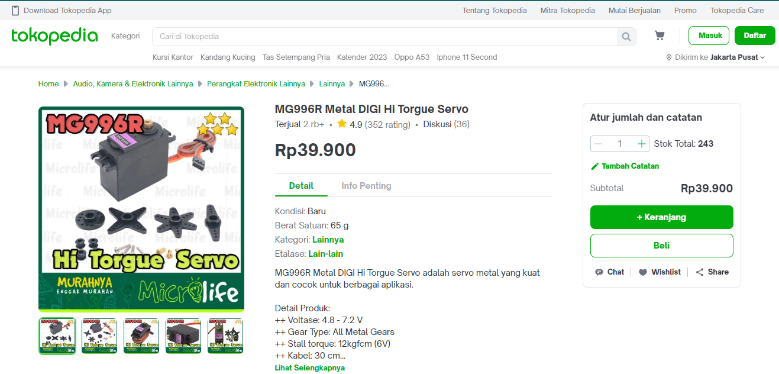 Download Tokopedia App
Tentang Tokopedia Mitra Tokopedia Mulai Berjualan Promo Tokopedia Care
tokopedia Kategori Cari di Tokopedia Masuk Daftar
Kursi Kantor Kandang Kucing Tas Selempang Pria Kalender 2023 Oppo A53 Iphone 11 Second
Dikirim ke Jakarta Pusat
Home Audio, Kamera & Elektronik Lainnya Perangkat Elektronik Lainnya Lainnya MG996...
MG996R
Microlife
Hi Torgue Servo
MURAHNYA
ENGGAK MURAHAN
Microlife
MG996R Metal DIGI HI Torgue Servo
Terjual 2 rb+ • 4.9 (352 rating) • Diskusi (36)
Rp39.900
Detail Info Penting
Kondisi: Baru
Berat Satuan: 65 g
Kategori: Lainnya
Etalase: Lain-lain
MG996R Metal DIGI Hi Torgue Servo adalah servo metal yang kuat
dan cocok untuk berbagai aplikasi.
Detail Produk:
++ Voltase: 4.8 - 7.2 V
++ Gear Type: All Metal Gears
++ Stall torque: 12kgfcm (6V)
++ Kabel: 30 cm...
Lihat Selengkapnya
Atur jumlah dan catatan
1 Stok Total: 243
Tambah Catatan
Subtotal Rp39.900
+ Keranjang
Beli
Chat Wishlist Share